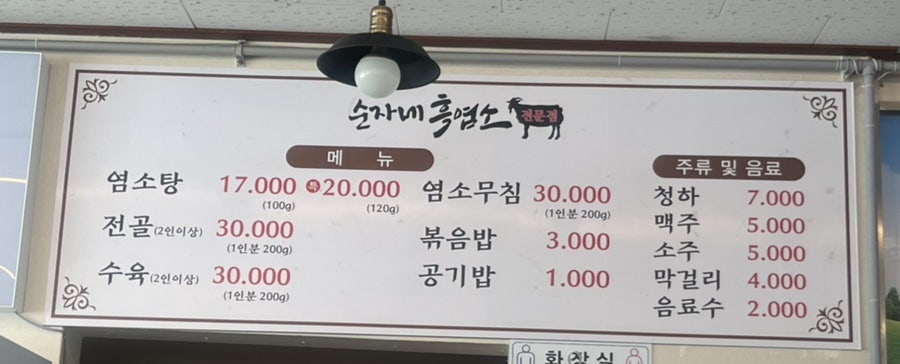 순자네 흑염소 전문점
메 뉴
염소탕 17.000 특 20.000
(100g) (120g)
전골(2인이상) 30.000
(1인분 200g)
수육(2인이상) 30.000
(1인분 200g)
염소무침 30.000
(1인분 200g)
볶음밥 3.000
공기밥 1.000
주류 및 음료
청하 7.000
맥주 5.000
소주 5.000
막걸리 4.000
음료수 2.000
화장실